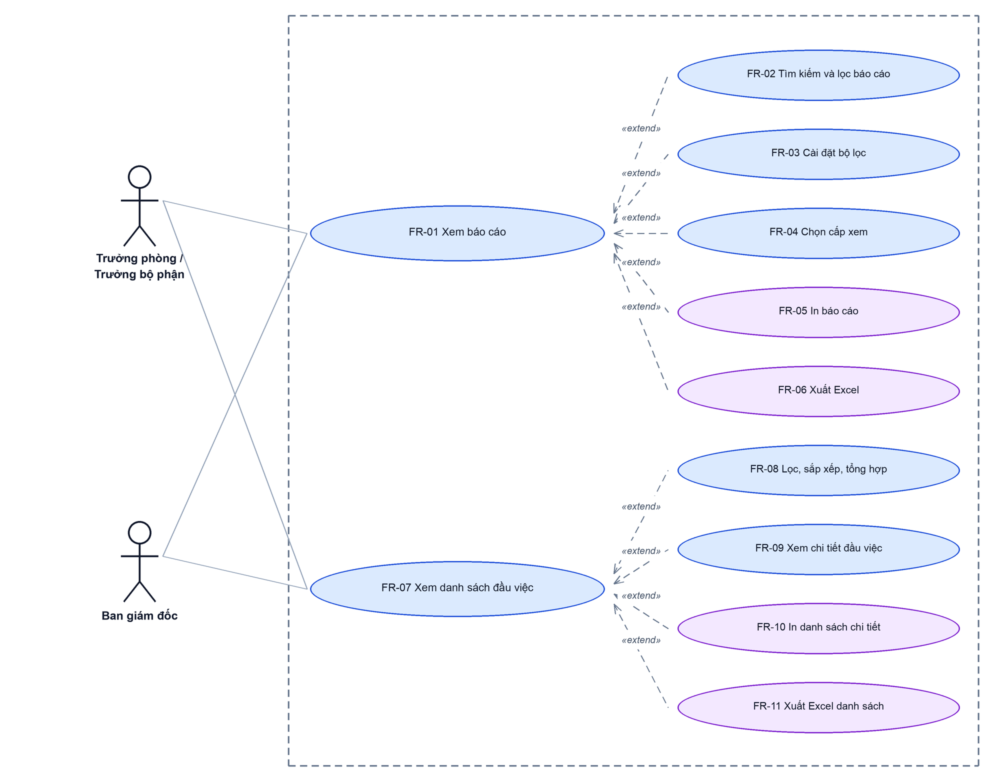 FR-02 Tìm kiếm và lọc báo cáo
«extend»
FR-03 Cài đặt bộ lọc
«extend»
«extend»
FR-01 Xem báo cáo
FR-04 Chọn cấp xem
Trưởng phòng /
Trưởng bộ phận
«extend»
«extend»
FR-05 In báo cáo
FR-06 Xuất Excel
FR-08 Lọc, sắp xếp, tổng hợp
«extend»
«extend»
FR-09 Xem chi tiết đầu việc
FR-07 Xem danh sách đầu việc
«extend»
Ban giám đốc
FR-10 In danh sách chi tiết
«extend»
FR-11 Xuất Excel danh sách